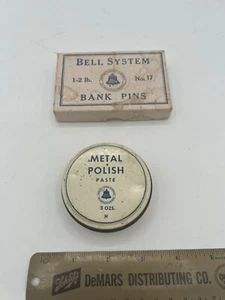 BELL SYSTEM
1-2 lb. No. 17
BANK PINS
METAL
POLISH
PASTE
3 OZS.
DeMARS DISTRIBUTING CO.